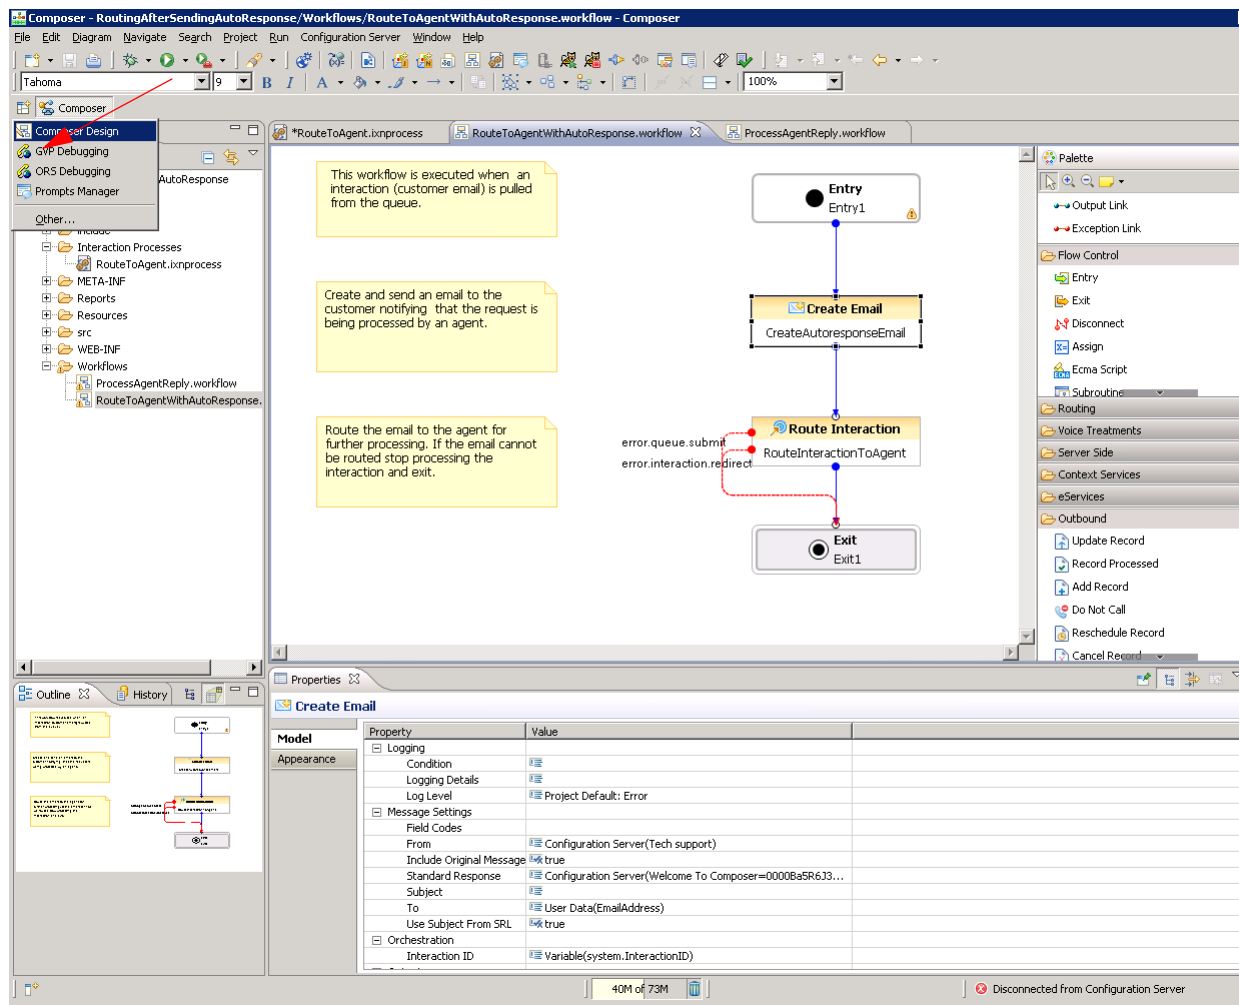 Composer - RoutingAfterSendingAutoResponse/Workflows/RouteToAgentWithAutoResponse.workflow - Composer
File Edit Diagram Navigate Search Project Run Configuration Server Window Help
Tahoma 9 B I A 100%
Composer
Composer Design
GVP Debugging
ORS Debugging
Prompts Manager
Other...
AutoResponse
include
Interaction Processes
RouteToAgent.ixnprocess
META-INF
Reports
Resources
src
WEB-INF
Workflows
ProcessAgentReply.workflow
RouteToAgentWithAutoResponse.
*RouteToAgent.ixnprocess
RouteToAgentWithAutoResponse.workflow
ProcessAgentReply.workflow
This workflow is executed when an
interaction (customer email) is pulled
from the queue.
Create and send an email to the
customer notifying that the request is
being processed by an agent.
Route the email to the agent for
further processing. If the email cannot
be routed stop processing the
interaction and exit.
Entry
Entry1
Create Email
CreateAutoresponseEmail
Route Interaction
RouteInteractionToAgent
error.queue.submit
error.interaction.redirect
Exit
Exit1
Palette
Output Link
Exception Link
Flow Control
Entry
Exit
Disconnect
Assign
Ecma Script
Subroutine
Routing
Voice Treatments
Server Side
Context Services
eServices
Outbound
Update Record
Record Processed
Add Record
Do Not Call
Reschedule Record
Cancel Record
Outline
History
Properties
Create Email
Model
Appearance
Property Value
Logging
Condition
Logging Details
Log Level Project Default: Error
Message Settings
Field Codes
From Configuration Server(Tech support)
Include Original Message true
Standard Response Configuration Server(Welcome To Composer=0000Ba5R6J3...
Subject
To User Data(EmailAddress)
Use Subject From SRL true
Orchestration
Interaction ID Variable(system.InteractionID)
40M of 73M
Disconnected from Configuration Server